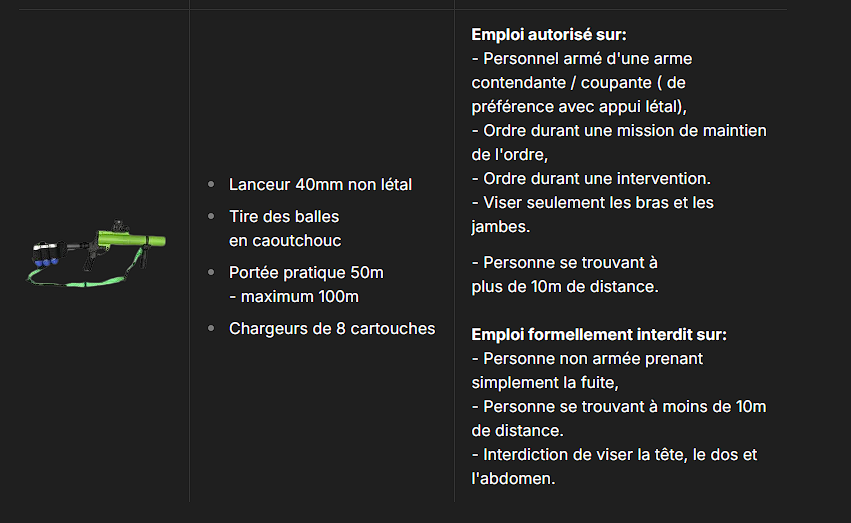 Lanceur 40mm non létal
Tire des balles
en caoutchouc
Portée pratique 50m
- maximum 100m
Chargeurs de 8 cartouches
Emploi autorisé sur:
- Personnel armé d'une arme
contendante / coupante ( de
préférence avec appui létal),
- Ordre durant une mission de maintien
de l'ordre,
- Ordre durant une intervention.
- Viser seulement les bras et les
jambes.
- Personne se trouvant à
plus de 10m de distance.
Emploi formellement interdit sur:
- Personne non armée prenant
simplement la fuite,
- Personne se trouvant à moins de 10m
de distance.
- Interdiction de viser la tête, le dos et
l'abdomen.